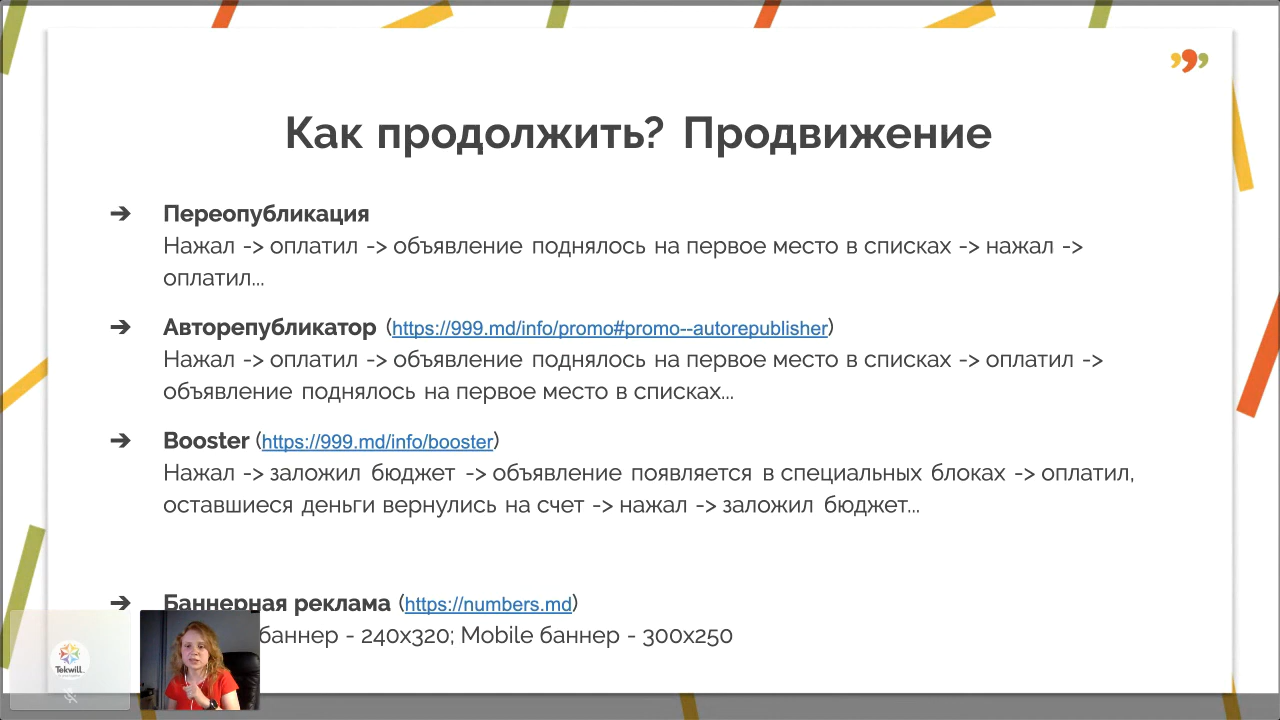 Как продолжить? Продвижение
➔ Переопубликация
Нажал -> оплатил -> объявление поднялось на первое место в списках -> нажал ->
оплатил...
➔ Авторепубликатор (https://999.md/info/promo#promo--autorepublisher)
Нажал -> оплатил -> объявление поднялось на первое место в списках -> оплатил ->
объявление поднялось на первое место в списках...
➔ Booster (https://999.md/info/booster)
Нажал -> заложил бюджет -> объявление появляется в специальных блоках -> оплатил,
оставшиеся деньги вернулись на счет -> нажал -> заложил бюджет...
➔ Баннерная реклама (https://numbers.md)
баннер - 240x320; Mobile баннер - 300x250
Tekwill